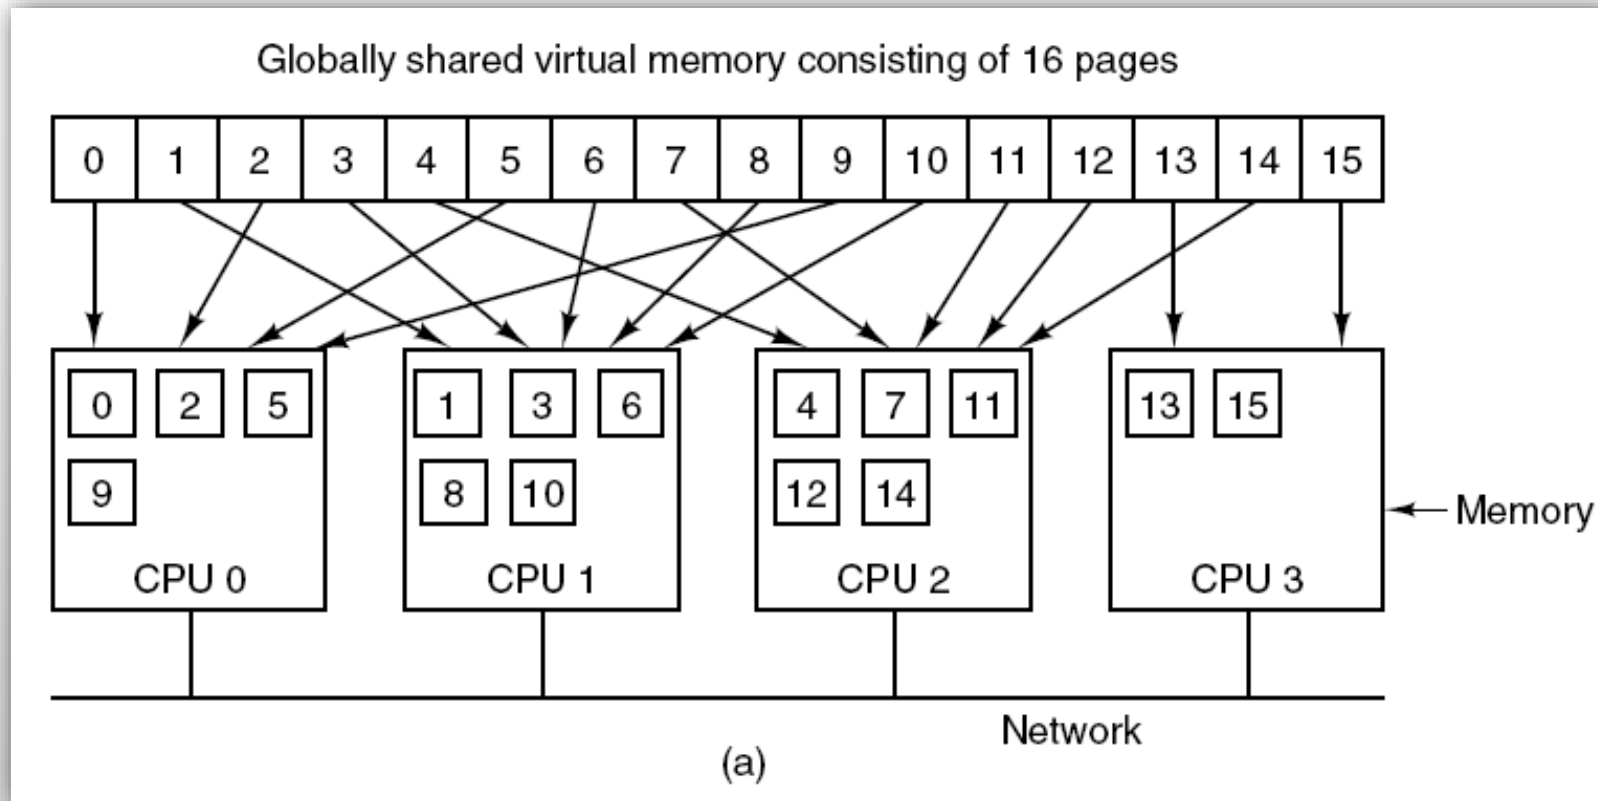 Globally shared virtual memory consisting of 16 pages
0 1 2 3 4 5 6 7 8 9 10 11 12 13 14 15
0 2 5 1 3 6 4 7 11 13 15
9 8 10 12 14
Memory
CPU 0 CPU 1 CPU 2 CPU 3
Network
(a)